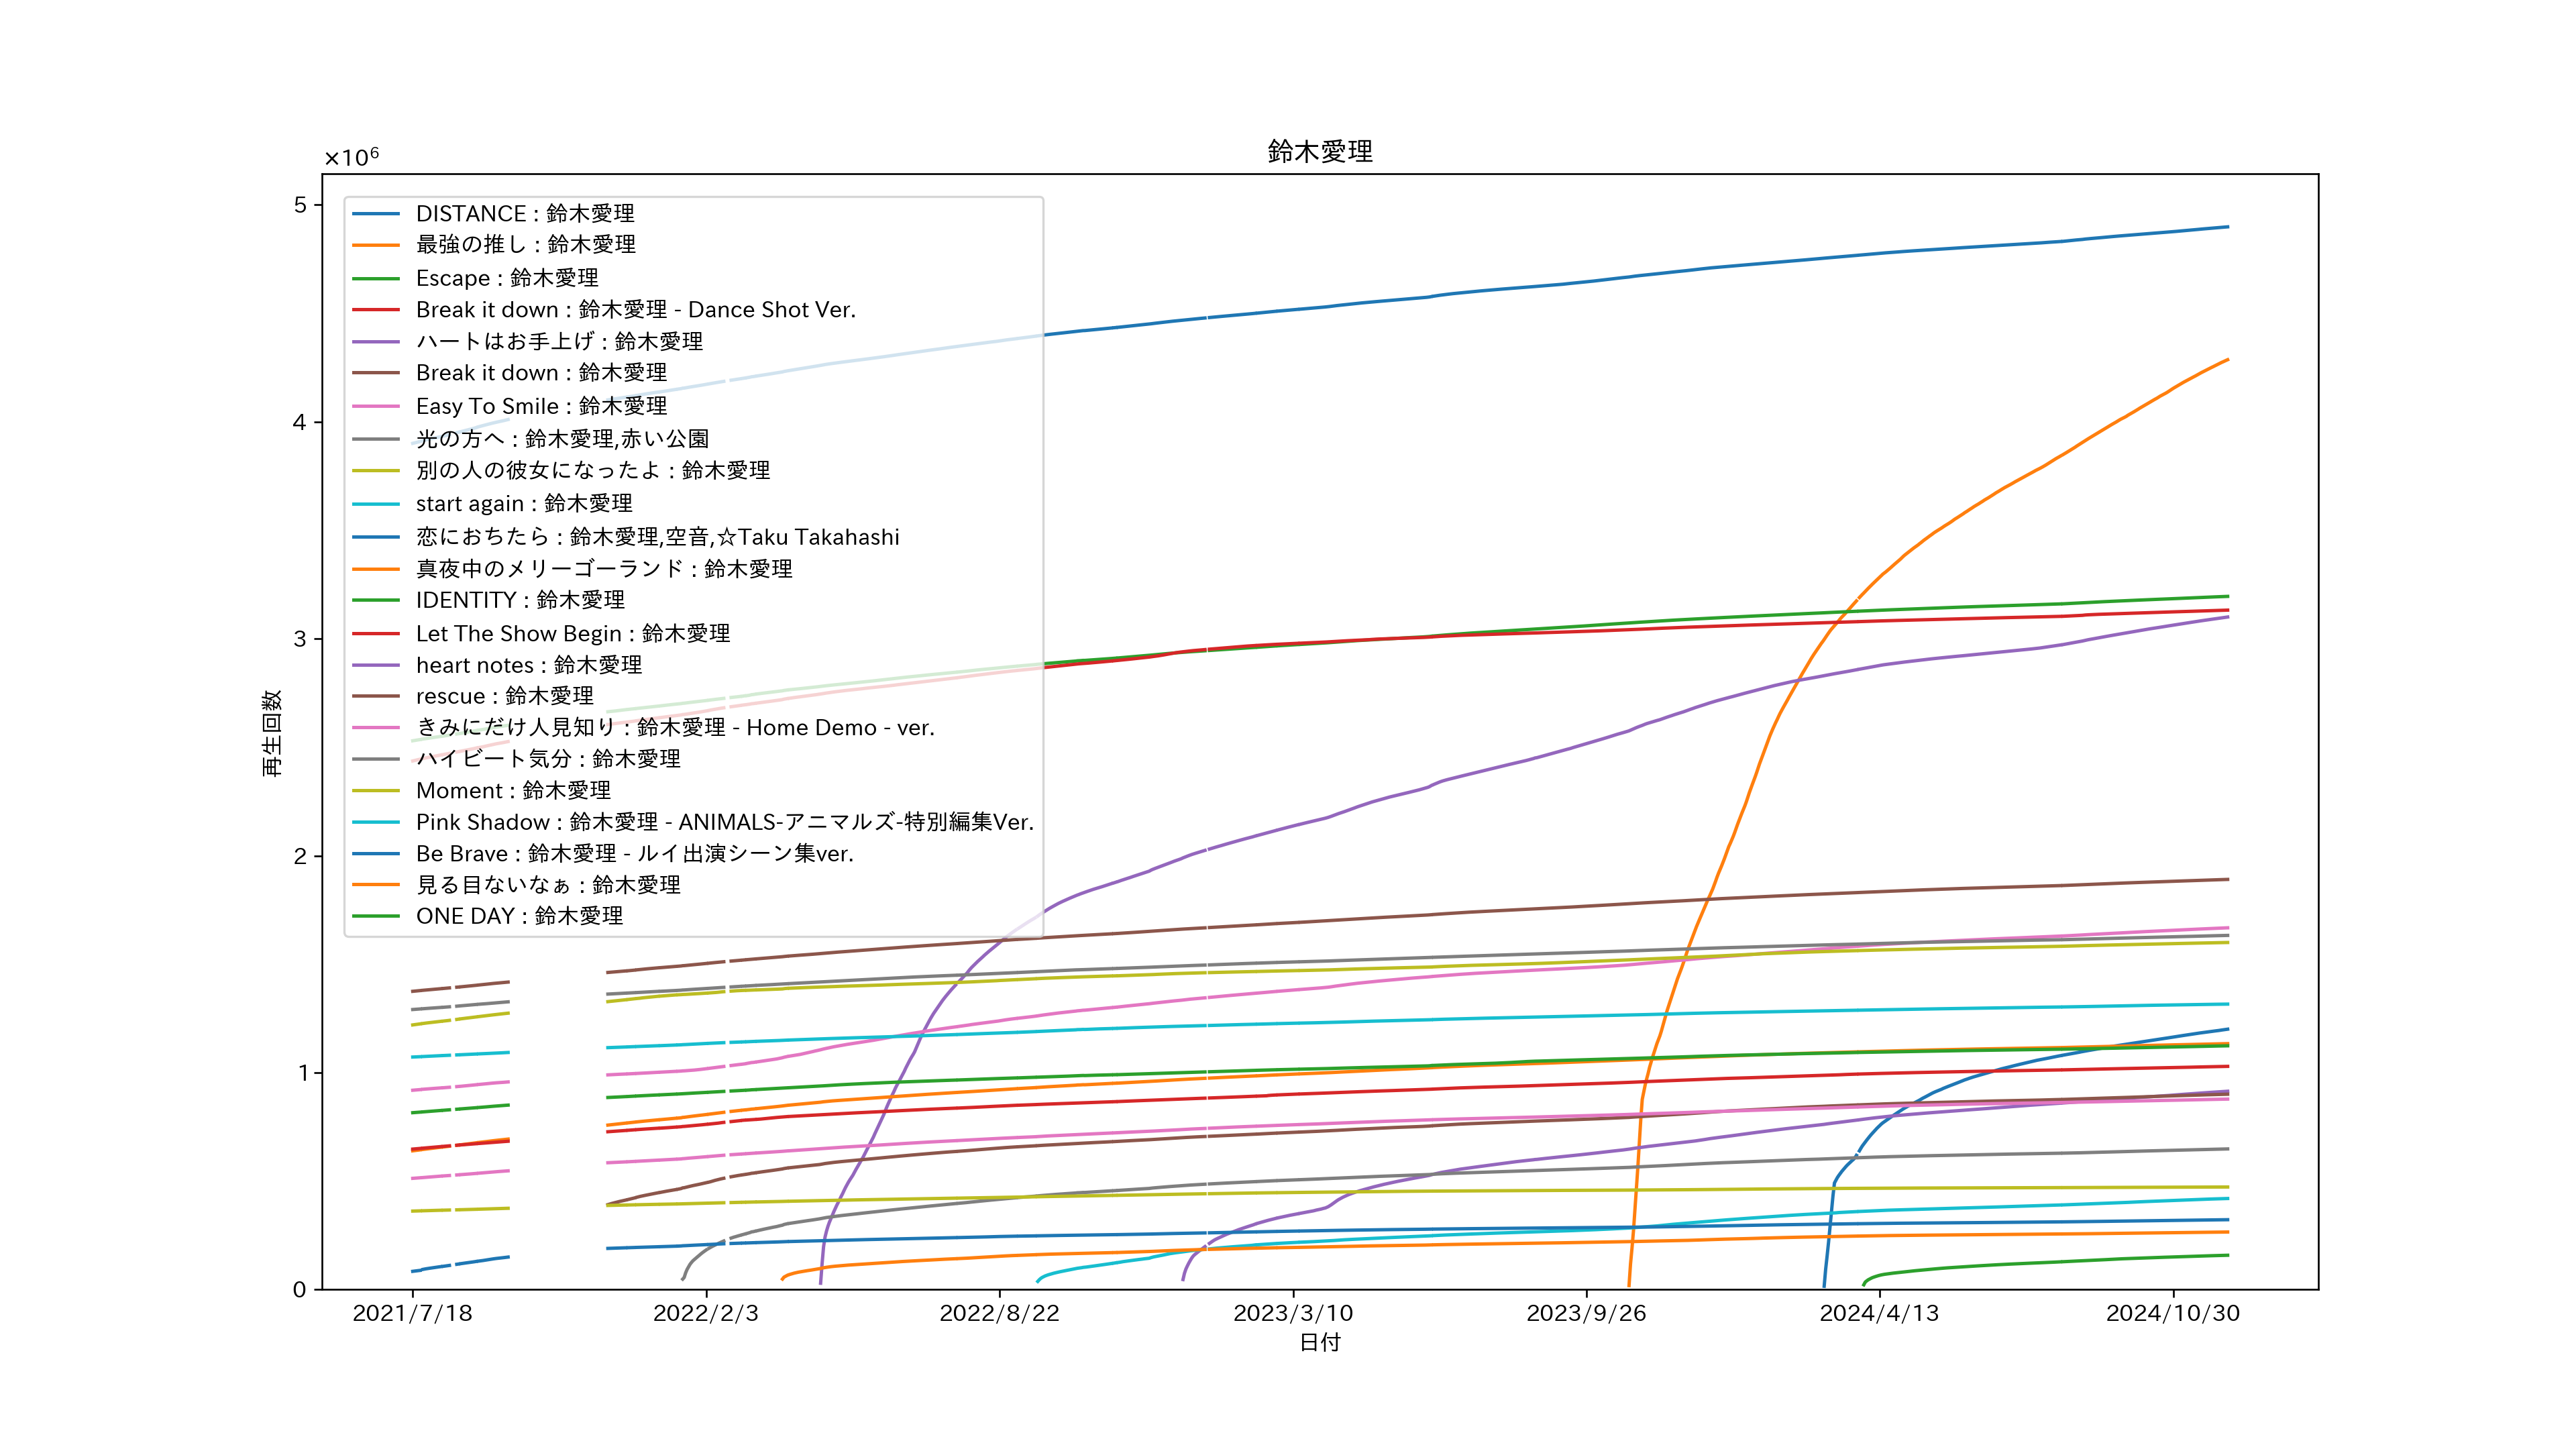 鈴木愛理
×10⁶
5
4
3
2
1
0
再生回数
DISTANCE : 鈴木愛理
最強の推し : 鈴木愛理
Escape : 鈴木愛理
Break it down : 鈴木愛理 - Dance Shot Ver.
ハートはお手上げ : 鈴木愛理
Break it down : 鈴木愛理
Easy To Smile : 鈴木愛理
光の方へ : 鈴木愛理,赤い公園
別の人の彼女になったよ : 鈴木愛理
start again : 鈴木愛理
恋におちたら : 鈴木愛理,空音,☆Taku Takahashi
真夜中のメリーゴーランド : 鈴木愛理
IDENTITY : 鈴木愛理
Let The Show Begin : 鈴木愛理
heart notes : 鈴木愛理
rescue : 鈴木愛理
きみにだけ人見知り : 鈴木愛理 - Home Demo - ver.
ハイビート気分 : 鈴木愛理
Moment : 鈴木愛理
Pink Shadow : 鈴木愛理 - ANIMALS-アニマルズ-特別編集Ver.
Be Brave : 鈴木愛理 - ルイ出演シーン集ver.
見る目ないなぁ : 鈴木愛理
ONE DAY : 鈴木愛理
2021/7/18 2022/2/3 2022/8/22 2023/3/10 2023/9/26 2024/4/13 2024/10/30
日付